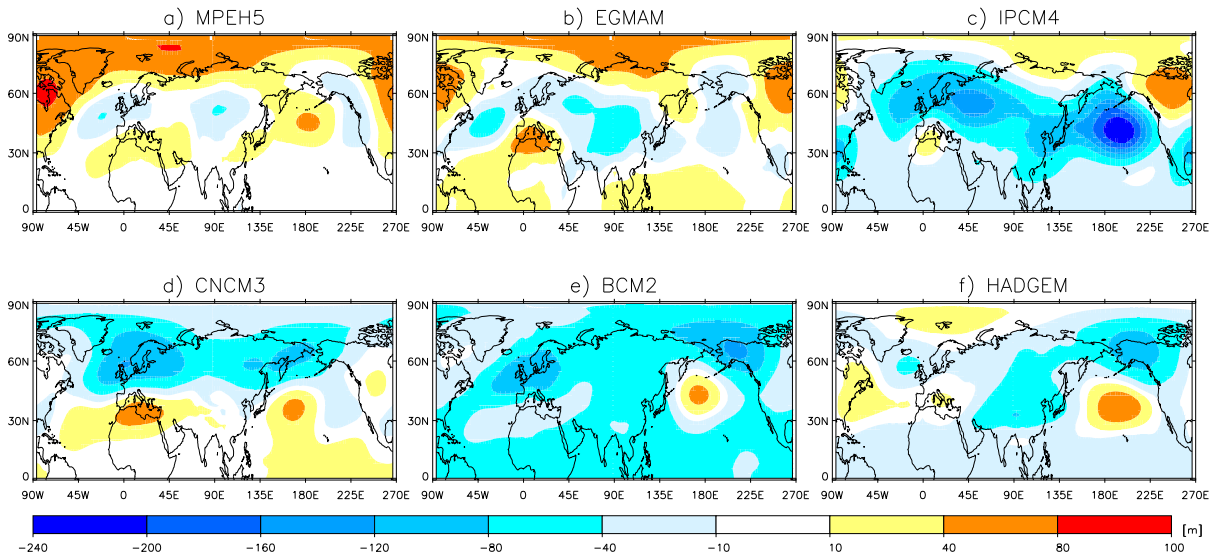 a) MPEH5 b) EGMAM c) IPCM4
90N 90N 90N
60N 60N 60N
30N 30N 30N
0 0 0
90W 45W 0 45E 90E 135E 180E 225E 270E 90W 45W 0 45E 90E 135E 180E 225E 270E 90W 45W 0 45E 90E 135E 180E 225E 270E
d) CNCM3 e) BCM2 f) HADGEM
90N 90N 90N
60N 60N 60N
30N 30N 30N
0 0 0
90W 45W 0 45E 90E 135E 180E 225E 270E 90W 45W 0 45E 90E 135E 180E 225E 270E 90W 45W 0 45E 90E 135E 180E 225E 270E
[m]
−240 −200 −160 −120 −80 −40 −10 10 40 80 100